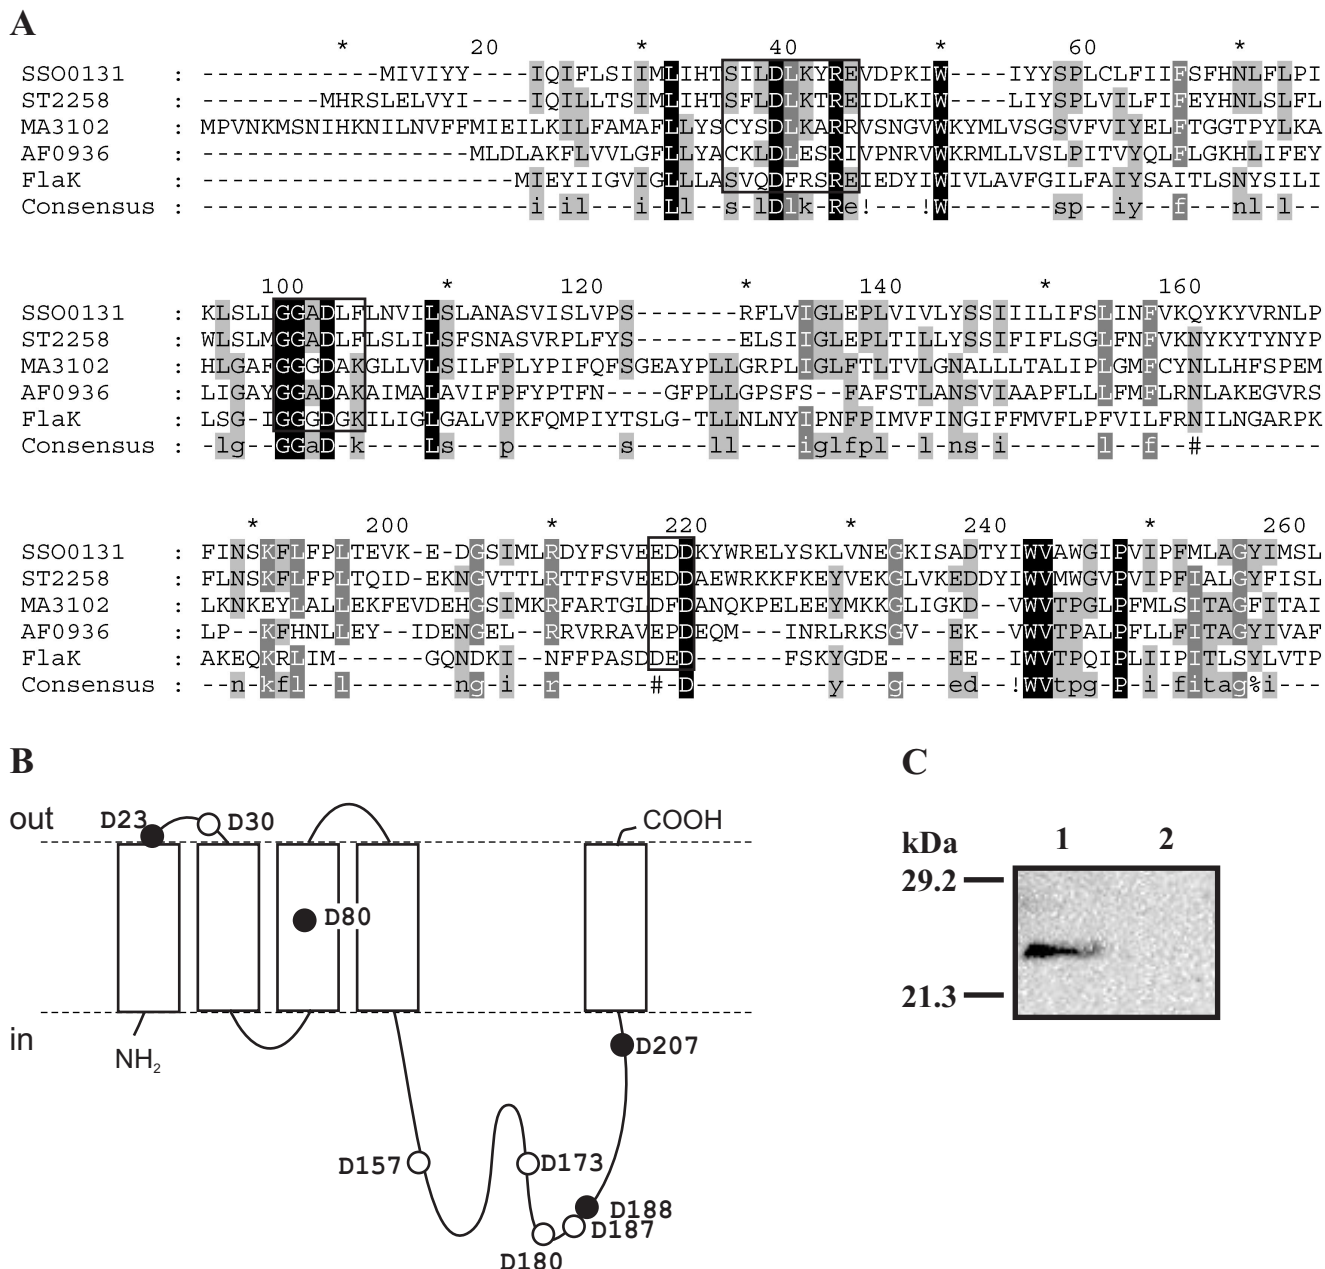 A
* 20 * 40 * 60 *
SSO0131 : ------------MIVIYY----IQIFLSIIMLIHTSILDLKYREVDPKIW----IYYSPLCLFIIFSFHNLFLPI
ST2258 : --------MHRSLELVYI----IQILLTSIMLIHTSFLDLKTREIDLKIW----LIYSPLVILFIFEYHNLSLFL
MA3102 : MPVNKMSNIHKNILNVFFMIEILKILFAMAFLLYSCYSDLKARRVSNGVWKYMLVSGSVFVIYELFTGGTPYLKA
AF0936 : ------------------MLDLAKFLVVLGFLLYACKLDLESRIVPNRVWKRMLLVSLPITVYQLFLGKHLIFEY
FlaK : ---------------------MIEYIIGVIGLLLASVQDFRSREIEDYIWIVLAVFGILFAIYSAITLSNYSILI
Consensus : ----------------------i-il---i-Ll---s-lDlk-Re!---!W-------sp--iy--f---nl-l--
100 * 120 * 140 * 160
SSO0131 : KLSLLGGADLFLNVILSLANASVISLVPS-------RFLVIGLEPLVIVLYSSIIILIFSLINFVKQYKYVRNLP
ST2258 : WLSLMGGADLFLSLILSFSNASVRPLFYS-------ELSIIGLEPLTILLYSSIFIFLSGLFNFVKNYKYTYNYP
MA3102 : HLGAFGGGDAKGLLVLSILFPLYPIFQFSGEAYPLLGRPLIGLFTLTVLGNALLLTALIPLGMFCYNLLHFSPEM
AF0936 : LIGAYGGADAKAIMALAVIFPFYPTFN----GFPLLGPSFS--FAFSTLANSVIAAPFLLLFMFLRNLAKEGVRS
FlaK : LSG-IGGGDGKILIGLGALVPKFQMPIYTSLG-TLLNLNYIPNFPIMVFINGIFFMVFLPFVILFRNILNGARPK
Consensus : -lg--GGaD-k----Ls---p-------s-----ll----iglfpl--l-ns-i------l--f--#--------
* 200 * 220 * 240 * 260
SSO0131 : FINSKFLFPLTEVK-E-DGSIMLRDYFSVEEDDKYWRELYSKLVNEGKISADTYIWVAWGIPVIPFMLAGYIMSL
ST2258 : FLNSKFLFPLTQID-EKNGVTTLRTTFSVEEDDAEWRKKFKEYVEKGLVKEDDYIWVMWGVPVIPFIALGYFISL
MA3102 : LKNKEYLALLEKFEVDEHGSIMKRFARTGLDFDANQKPELEEYMKKGLIGKD--VWVTPGLPFMLSITAGFITAI
AF0936 : LP--KFHNLLEY--IDENGEL--RRVRRAVEPDEQM---INRLRKSGV--EK--VWVTPALPFLLFITAGYIVAF
FlaK : AKEQKRLIM------GQNDKI--NFFPASDDED------FSKYGDE----EE--IWVTPQIPLIIPITLSYLVTP
Consensus : --n-kfl--l-------ng-i--r------#-D---------y---g---ed--!WVtpg-P-i-fitag%i---
B
out
D23
D30
COOH
D80
in
NH2
D207
D157
D173
D188
D187
D180
C
kDa 1 2
29.2
21.3